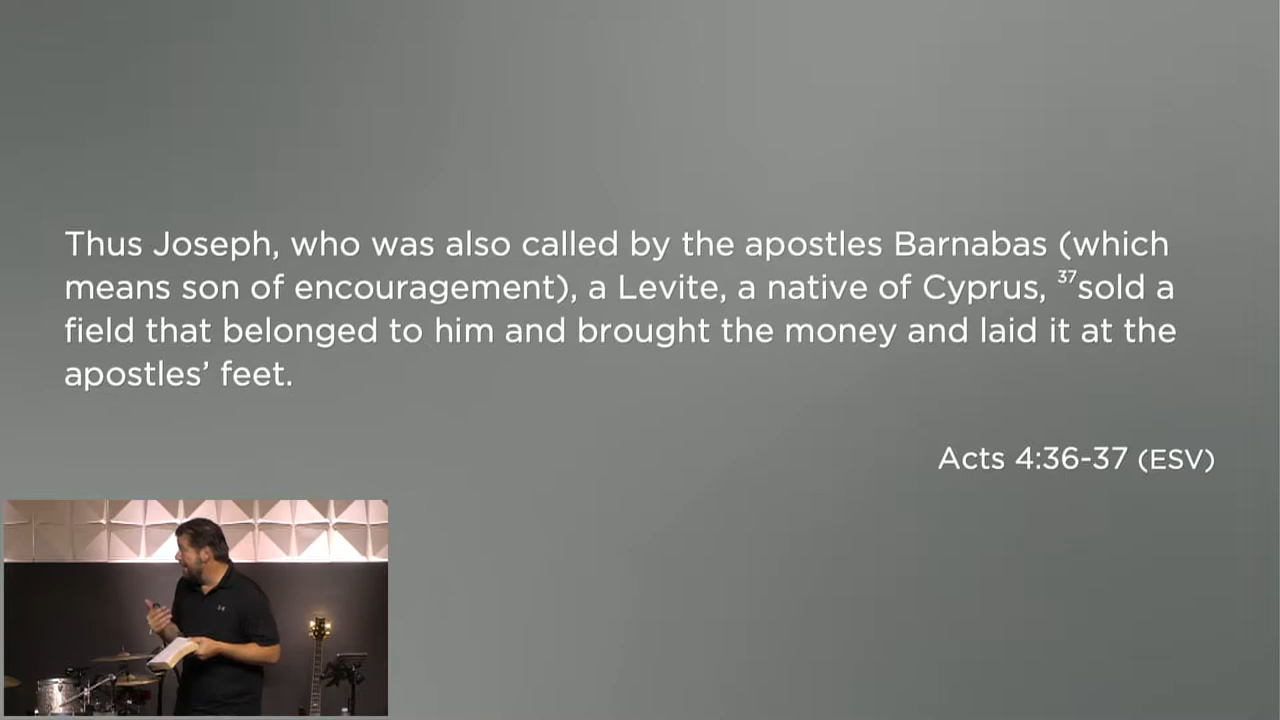 Thus Joseph, who was also called by the apostles Barnabas (which
means son of encouragement), a Levite, a native of Cyprus, ³⁷sold a
field that belonged to him and brought the money and laid it at the
apostles’ feet.
Acts 4:36-37 (ESV)